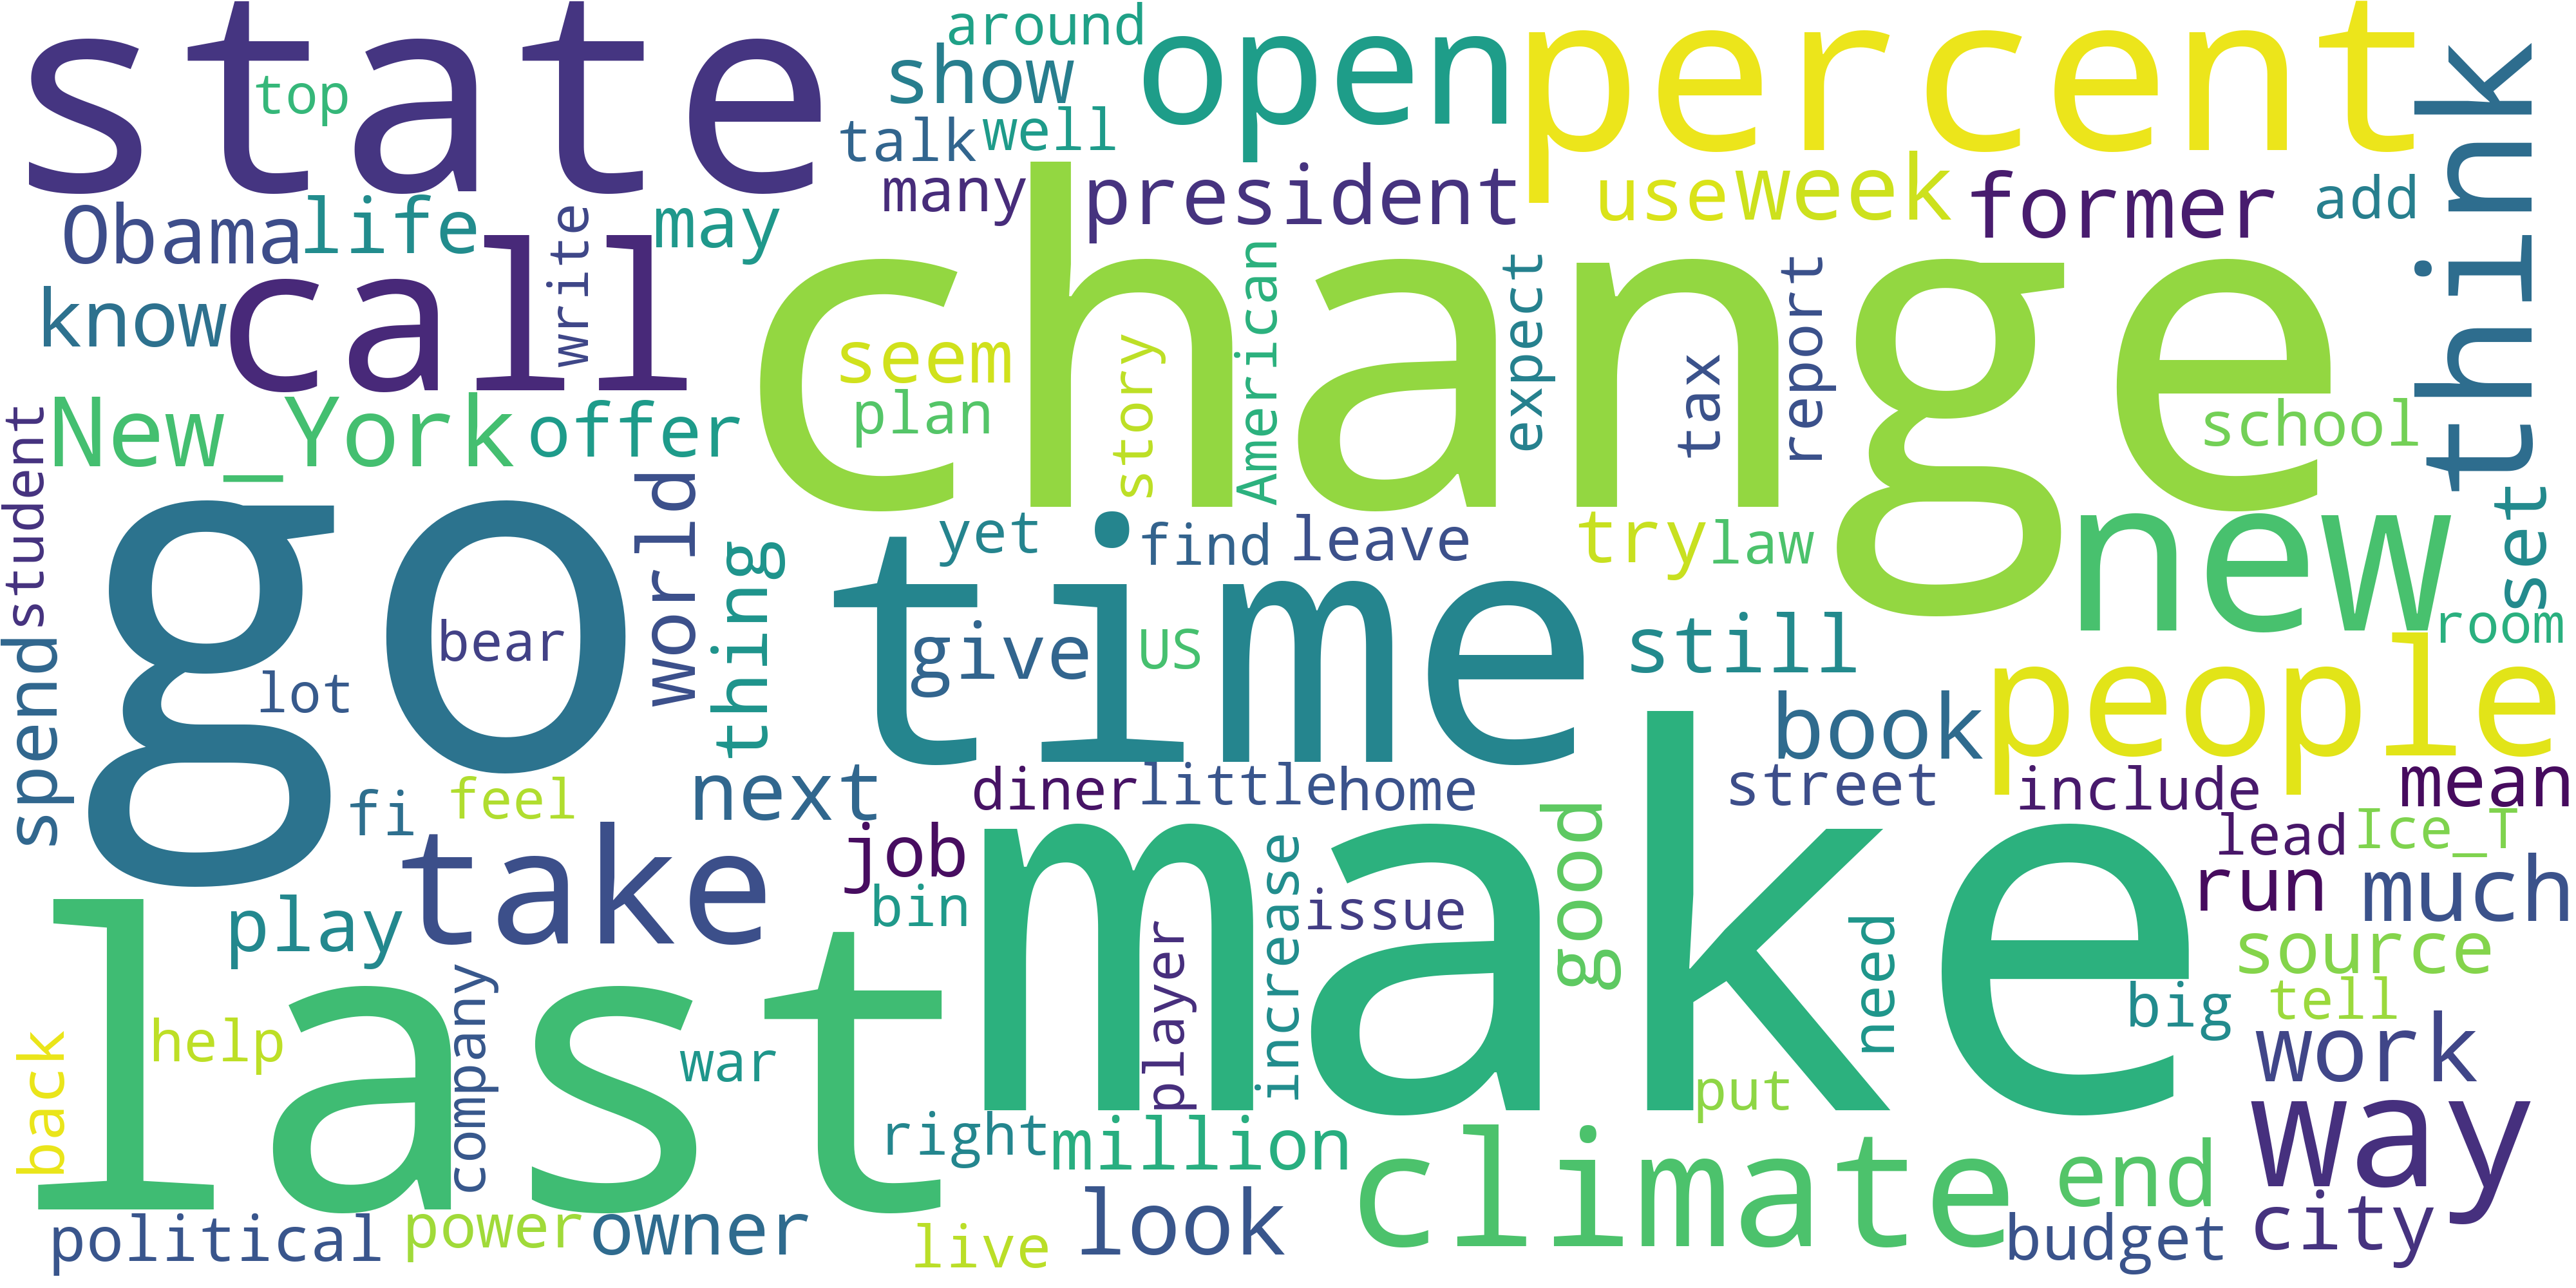 state
top
around
show
open
percent
talk
well
think
Obama
life
write
may
many
president
use
week
former
add
know
call
change
American
expect
report
seem
story
tax
plan
school
New_York
offer
student
go
world
thing
yet
find
leave
try
law
new
set
time
bear
lot
give
US
still
room
spend
people
book
fi
feel
next
diner
little
home
street
include
mean
take
job
make
good
lead
Ice_T
run
much
play
bin
issue
increase
player
source
last
company
need
big
tell
back
help
war
put
work
way
right
million
climate
end
political
power
owner
live
look
budget
city